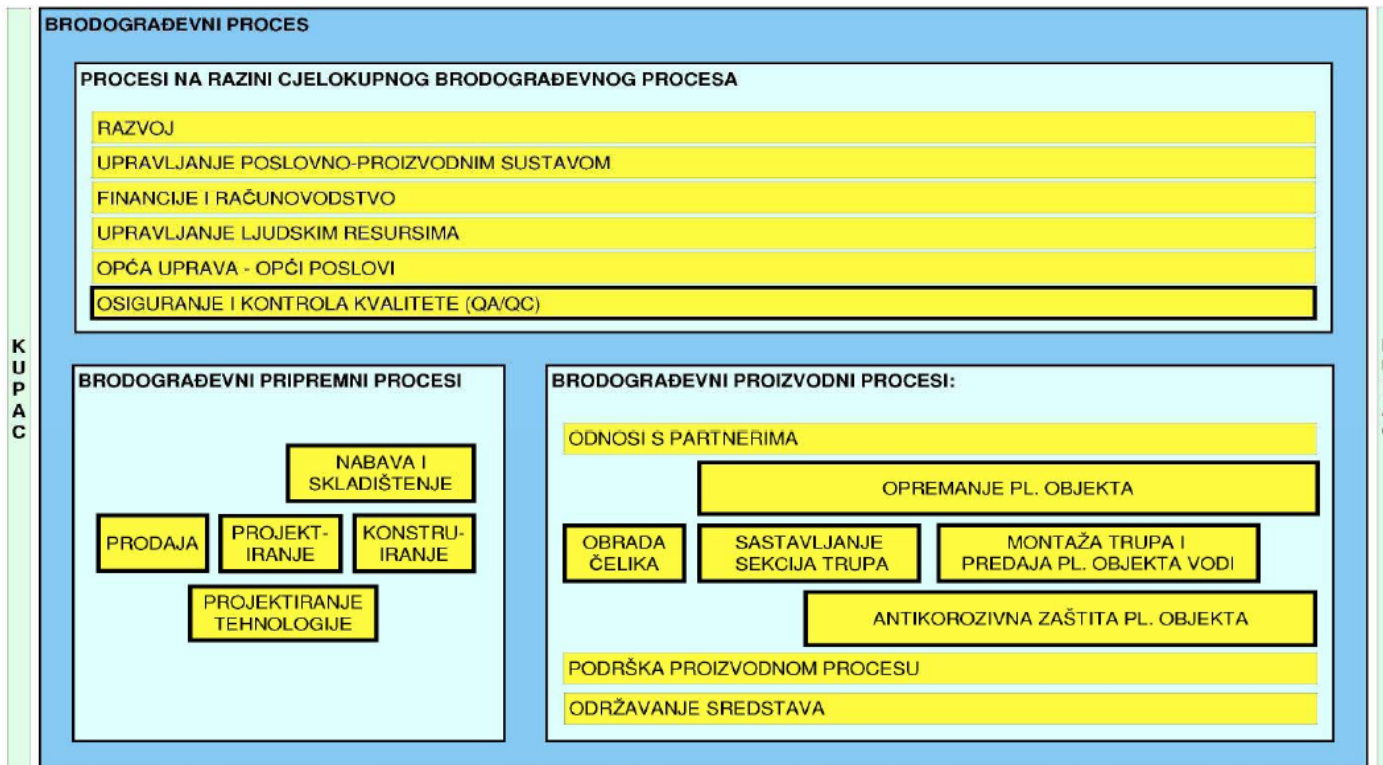 BRODOGRAĐEVNI PROCES
PROCESI NA RAZINI CJELOKUPNOG BRODOGRAĐEVNOG PROCESA
RAZVOJ
UPRAVLJANJE POSLOVNO-PROIZVODNIM SUSTAVOM
FINANCIJE I RAČUNOVODSTVO
UPRAVLJANJE LJUDSKIM RESURSIMA
OPĆA UPRAVA - OPĆI POSLOVI
OSIGURANJE I KONTROLA KVALITETE (QA/QC)
K
U
P
A
C
BRODOGRAĐEVNI PRIPREMNI PROCESI
NABAVA I
SKLADIŠTENJE
PRODAJA
PROJEKT-
IRANJE
KONSTRU-
IRANJE
PROJEKTIRANJE
TEHNOLOGIJE
BRODOGRAĐEVNI PROIZVODNI PROCESI:
ODNOSI S PARTNERIMA
OPREMANJE PL. OBJEKTA
OBRADA
ČELIKA
SASTAVLJANJE
SEKCIJA TRUPA
MONTAŽA TRUPA I
PREDAJA PL. OBJEKTA VODI
ANTIKOROZIVNA ZAŠTITA PL. OBJEKTA
PODRŠKA PROIZVODNOM PROCESU
ODRŽAVANJE SREDSTAVA